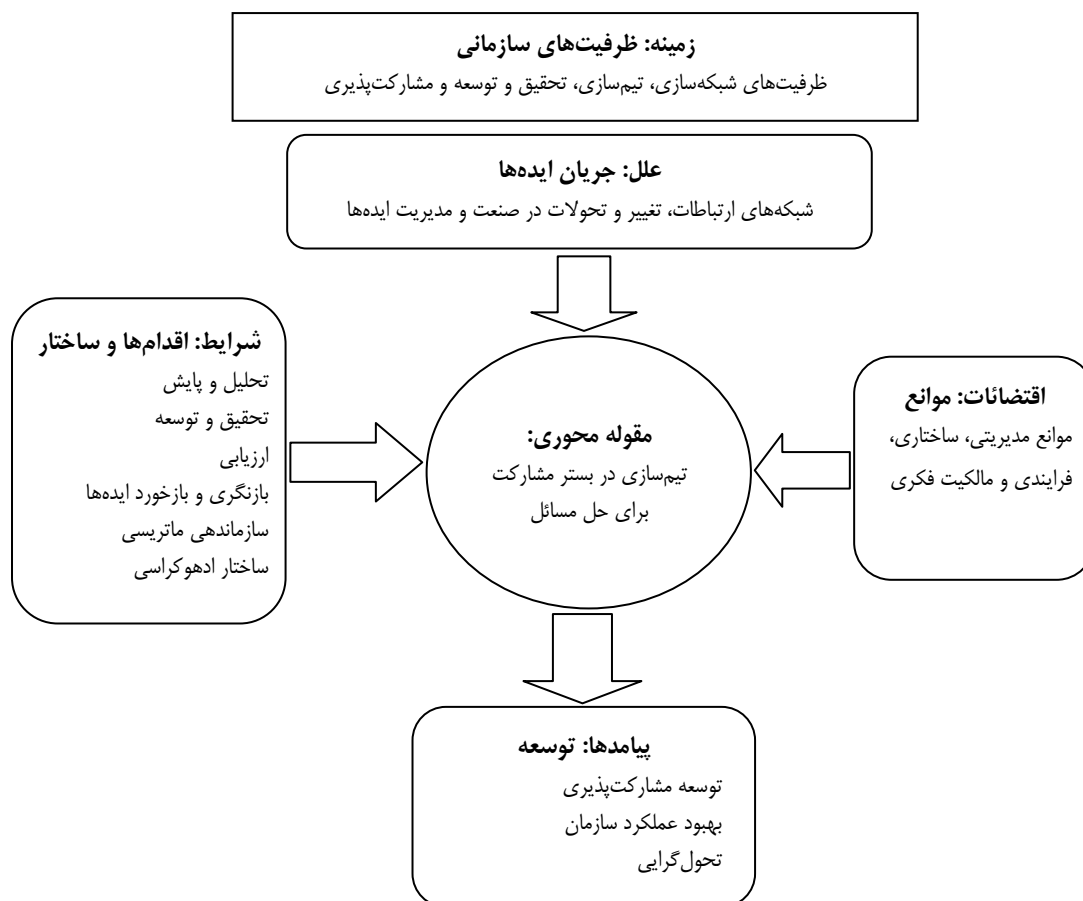 زمینه: ظرفیت‌های سازمانی
ظرفیت‌های شبکه‌سازی، تیم‌سازی، تحقیق و توسعه و مشارکت‌پذیری
علل: جریان ایده‌ها
شبکه‌های ارتباطات، تغییر و تحولات در صنعت و مدیریت ایده‌ها
اقتضائات: موانع
موانع مدیریتی، ساختاری،
فرایندی و مالکیت فکری
مقوله محوری:
تیم‌سازی در بستر مشارکت
برای حل مسائل
شرایط: اقدام‌ها و ساختار
تحلیل و پایش
تحقیق و توسعه
ارزیابی
بازنگری و بازخورد ایده‌ها
سازماندهی ماتریسی
ساختار ادهوکراسی
پیامدها: توسعه
توسعه مشارکت‌پذیری
بهبود عملکرد سازمان
تحول‌گرایی